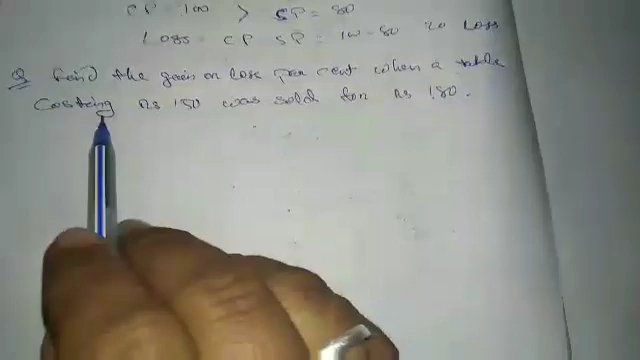 CP 100 > SP = 80
Loss CP SP = 100 - 80 20 Loss
Q Find the gain or loss per cent when a table
Costing Rs 150 was sold for Rs 180.